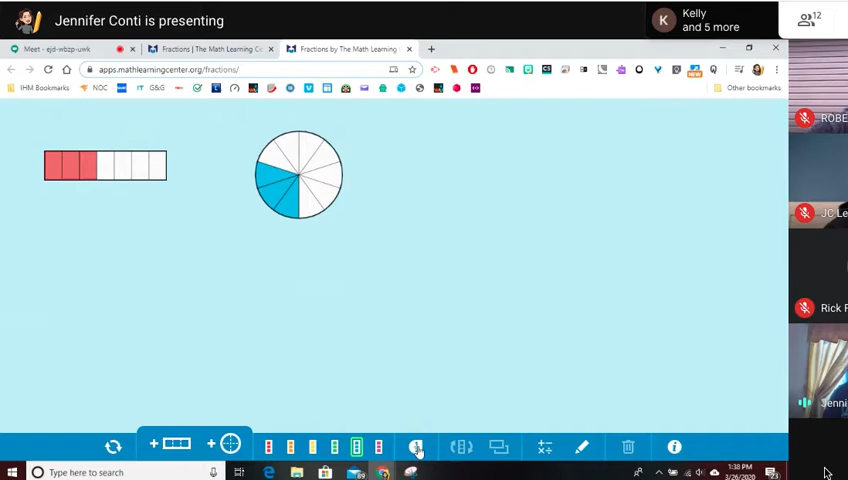 Jennifer Conti is presenting
K
Kelly
and 5 more
12
Meet - ejd-wbzp-uwk
Fractions | The Math Learning Ce
Fractions by The Math Learning
apps.mathlearningcenter.org/fractions/
IHM Bookmarks
NOC
IT
G&G
Other bookmarks
ROBE
JC Le
Rick F
Jenni
Type here to search
1:38 PM
3/26/2020